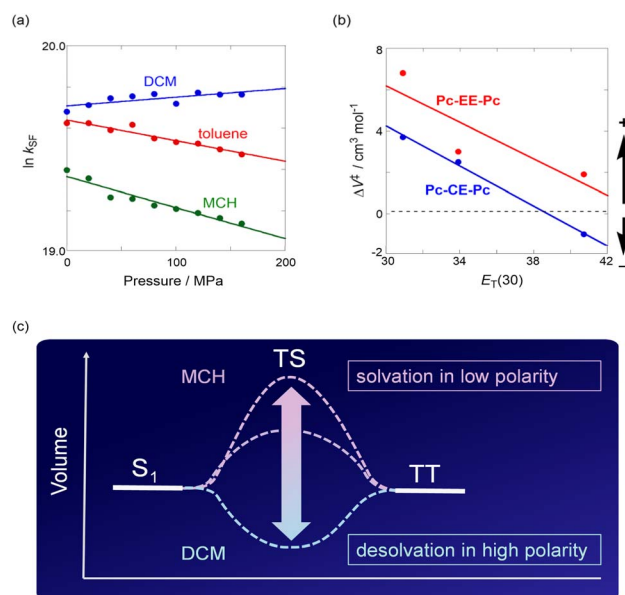 (a)
20.0
19.0
ln kSF
DCM
toluene
MCH
0
100
200
Pressure / MPa
(b)
8
4
0
-2
ΔV‡ / cm3 mol-1
Pc-EE-Pc
Pc-CE-Pc
+
−
30
34
38
42
ET(30)
(c)
Volume
TS
MCH
solvation in low polarity
S1
TT
DCM
desolvation in high polarity